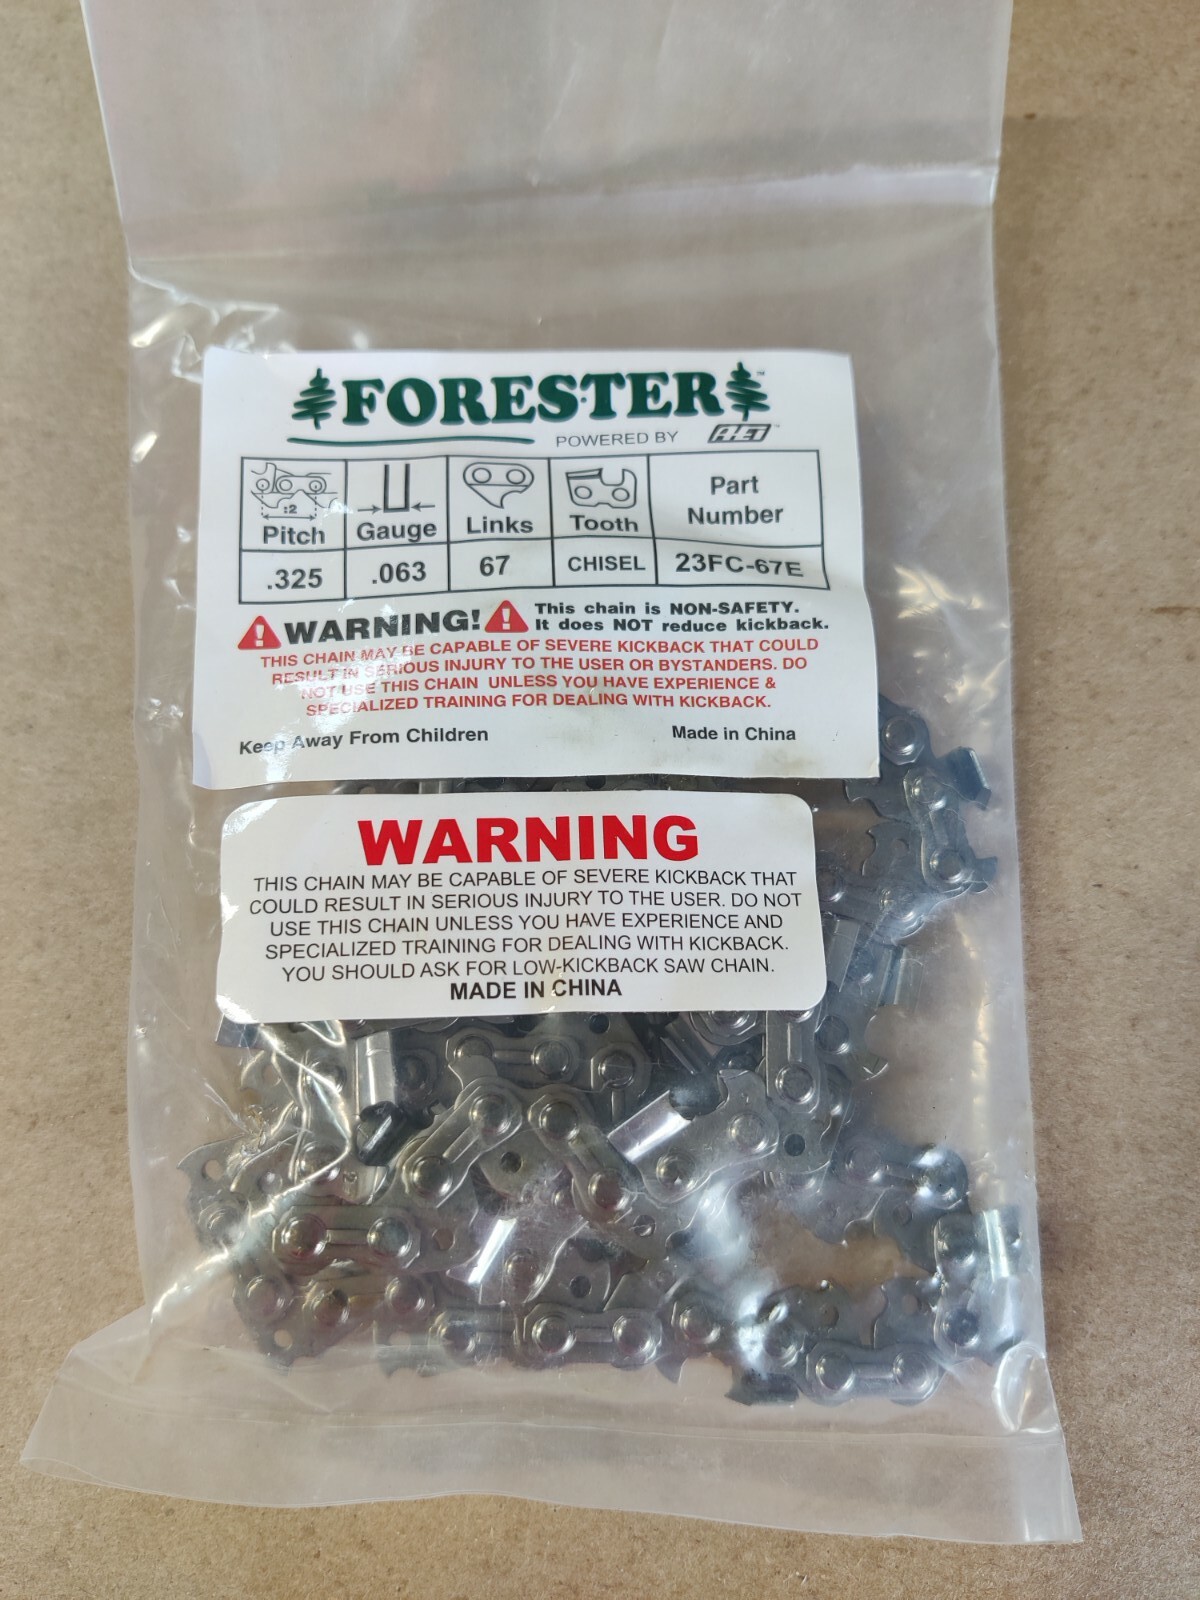 FORESTER™
POWERED BY AEI™
:2
Pitch Gauge Links Tooth Part Number
.325 .063 67 CHISEL 23FC-67E
WARNING! This chain is NON-SAFETY.
It does NOT reduce kickback.
THIS CHAIN MAY BE CAPABLE OF SEVERE KICKBACK THAT COULD
RESULT IN SERIOUS INJURY TO THE USER OR BYSTANDERS. DO
NOT USE THIS CHAIN UNLESS YOU HAVE EXPERIENCE &
SPECIALIZED TRAINING FOR DEALING WITH KICKBACK.
Keep Away From Children Made in China
WARNING
THIS CHAIN MAY BE CAPABLE OF SEVERE KICKBACK THAT
COULD RESULT IN SERIOUS INJURY TO THE USER. DO NOT
USE THIS CHAIN UNLESS YOU HAVE EXPERIENCE AND
SPECIALIZED TRAINING FOR DEALING WITH KICKBACK.
YOU SHOULD ASK FOR LOW-KICKBACK SAW CHAIN.
MADE IN CHINA